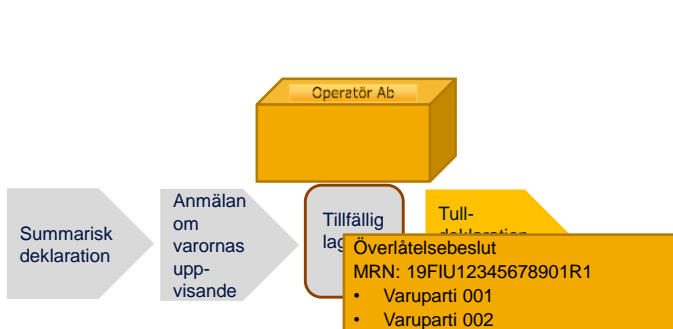 Operatör Ab
Summarisk
deklaration
Anmälan
om
varornas
upp-
visande
Tillfällig
Tull-
Överlåtelsebeslut
MRN: 19FIU12345678901R1
• Varuparti 001
• Varuparti 002